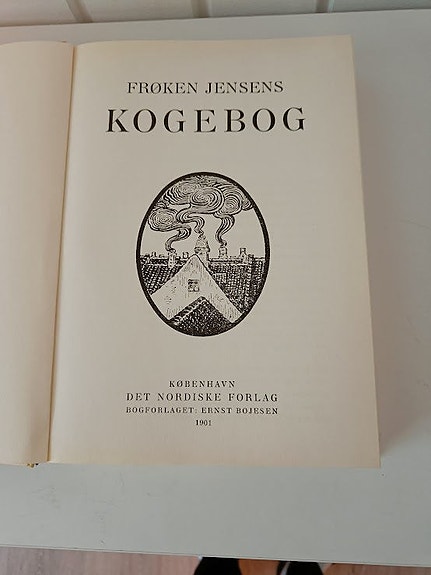 FRØKEN JENSENS
KOGEBOG
KØBENHAVN
DET NORDISKE FORLAG
BOGFORLAGET: ERNST BOJESEN
1901